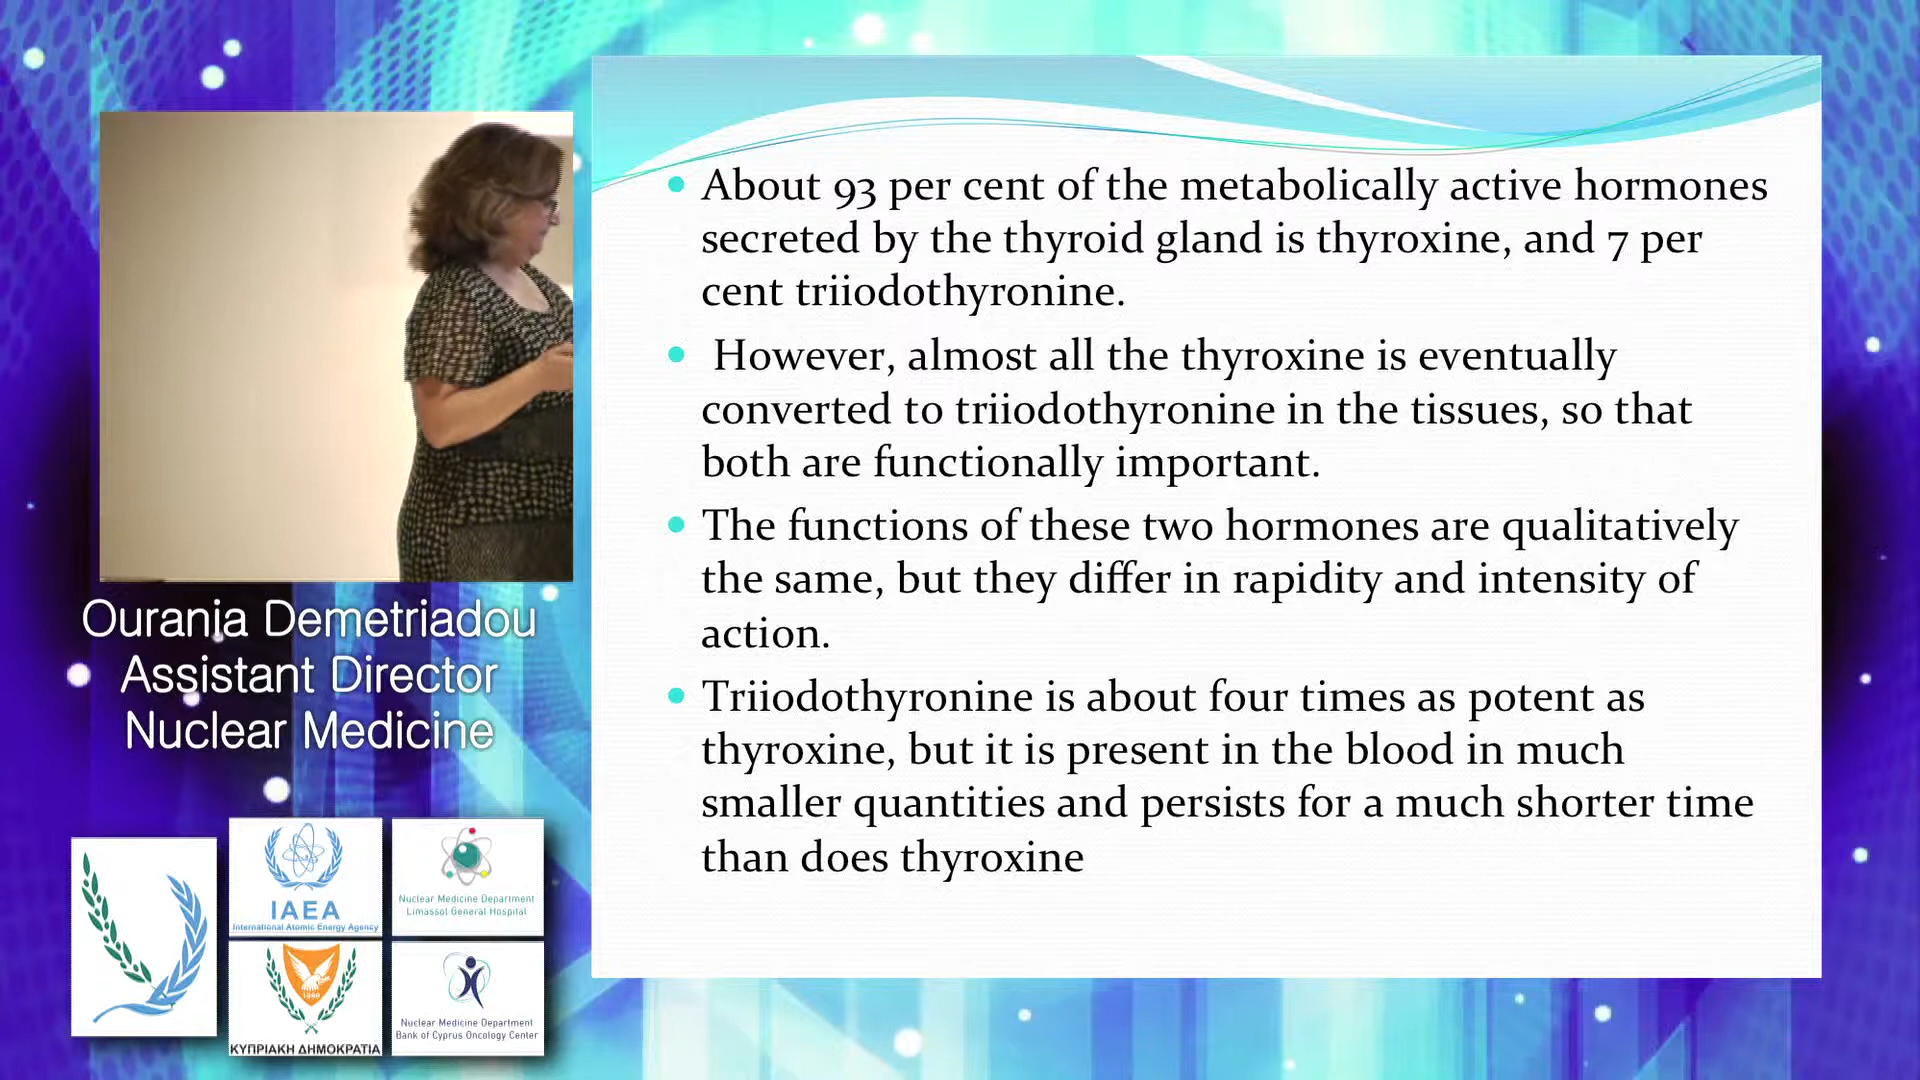 About 93 per cent of the metabolically active hormones
secreted by the thyroid gland is thyroxine, and 7 per
cent triiodothyronine.
However, almost all the thyroxine is eventually
converted to triiodothyronine in the tissues, so that
both are functionally important.
The functions of these two hormones are qualitatively
the same, but they differ in rapidity and intensity of
action.
Triiodothyronine is about four times as potent as
thyroxine, but it is present in the blood in much
smaller quantities and persists for a much shorter time
than does thyroxine
Ourania Demetriadou
Assistant Director
Nuclear Medicine
IAEA
International Atomic Energy Agency
Nuclear Medicine Department
Limassol General Hospital
1960
ΚΥΠΡΙΑΚΗ ΔΗΜΟΚΡΑΤΙΑ
Nuclear Medicine Department
Bank of Cyprus Oncology Center